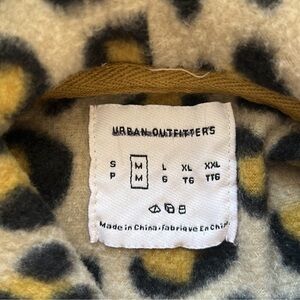 URBAN OUTFITTERS
S M L XL XXL
P M G TG TTG
Made in China·Fabriqué En Chine